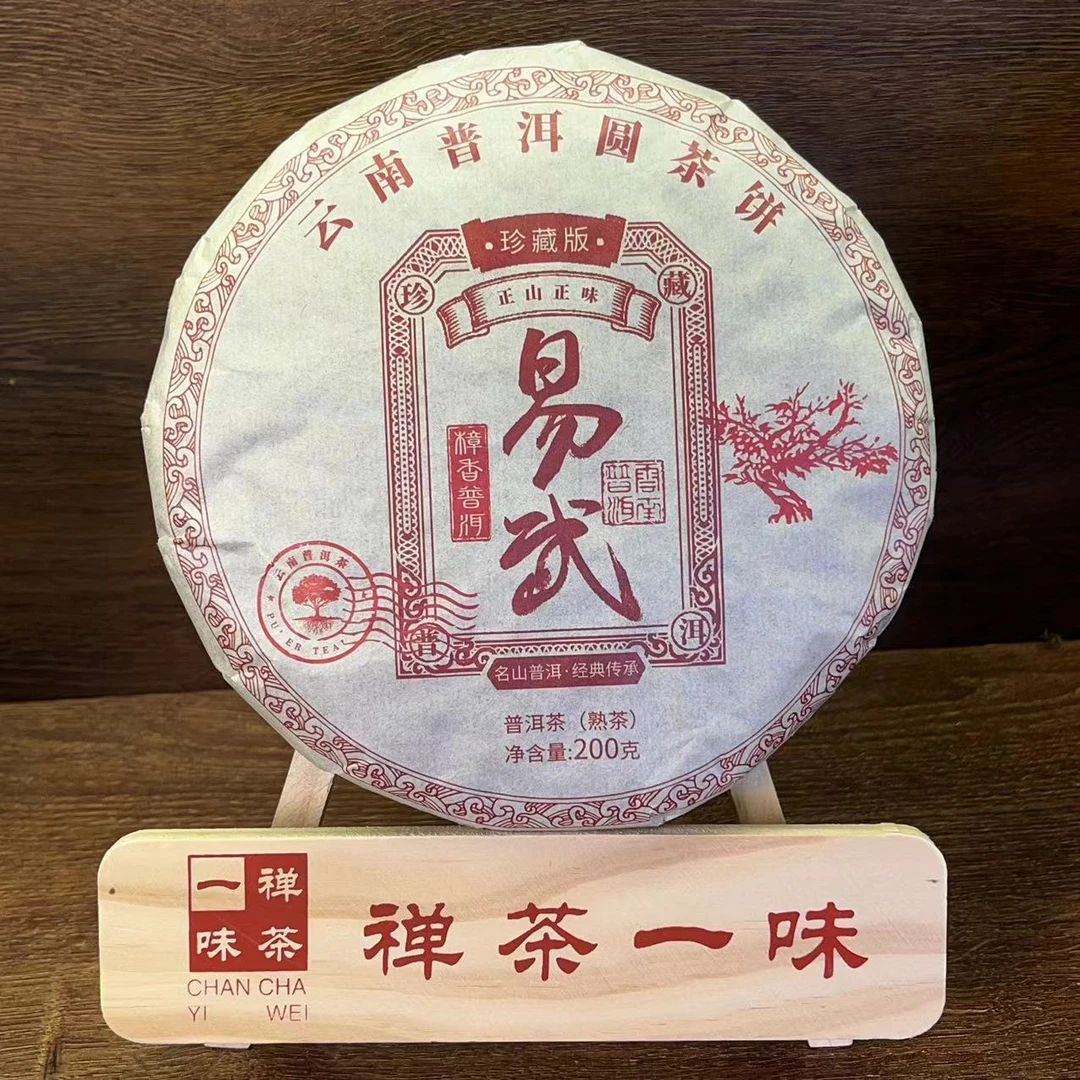 云南普洱圆茶饼
·珍藏版·
正山正味
珍藏
易武
樟香普洱
云南普洱
云南普洱茶
PU'ER TEA
普洱
名山普洱·经典传承
普洱茶（熟茶）
净含量:200克
禅茶一味
CHAN CHA
YI WEI
禅茶一味